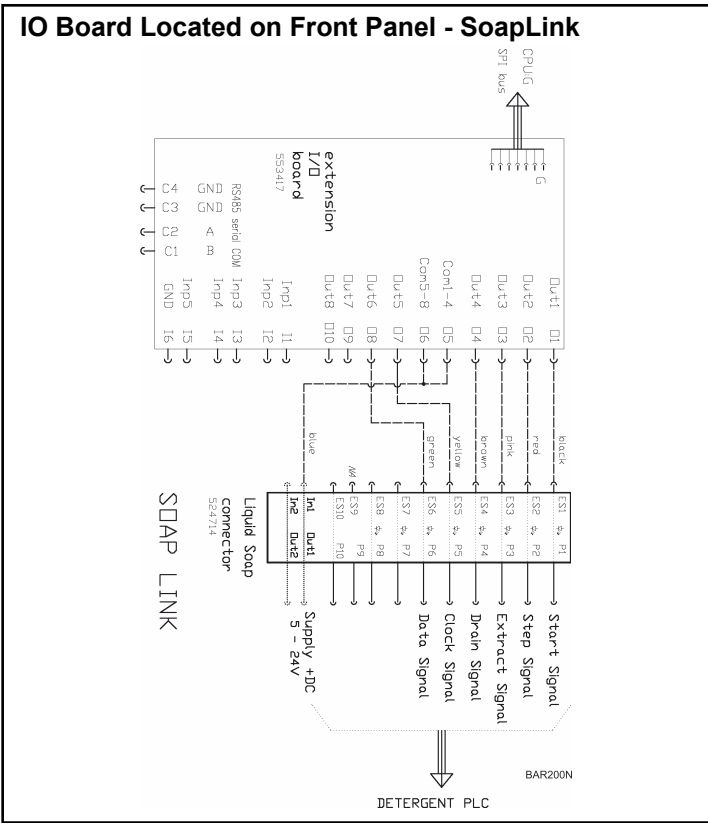 IO Board Located on Front Panel - SoapLink
CPU:G
SPI bus
G
extension
I/O
board
553417
RS485 serial COM
C4 GND
C3 GND
C2 A
C1 B
GND I6
Inp5 I5
Inp4 I4
Inp3 I3
Inp2 I2
Inp1 I1
Out8 O10
Out7 O9
Out6 O8
Out5 O7
Com5-8 O6
Com1-4 O5
Out4 O4
Out3 O3
Out2 O2
Out1 O1
blue
green
yellow
brown
pink
red
black
NA
In2 Out2
In1 Out1
ES10 P10
ES9 P9
ES8 P8
ES7 P7
ES6 P6
ES5 P5
ES4 P4
ES3 P3
ES2 P2
ES1 P1
Liquid Soap
connector
524714
SOAP LINK
Supply +DC
5 - 24V
Data Signal
Clock Signal
Drain Signal
Extract Signal
Step Signal
Start Signal
BAR200N
DETERGENT PLC